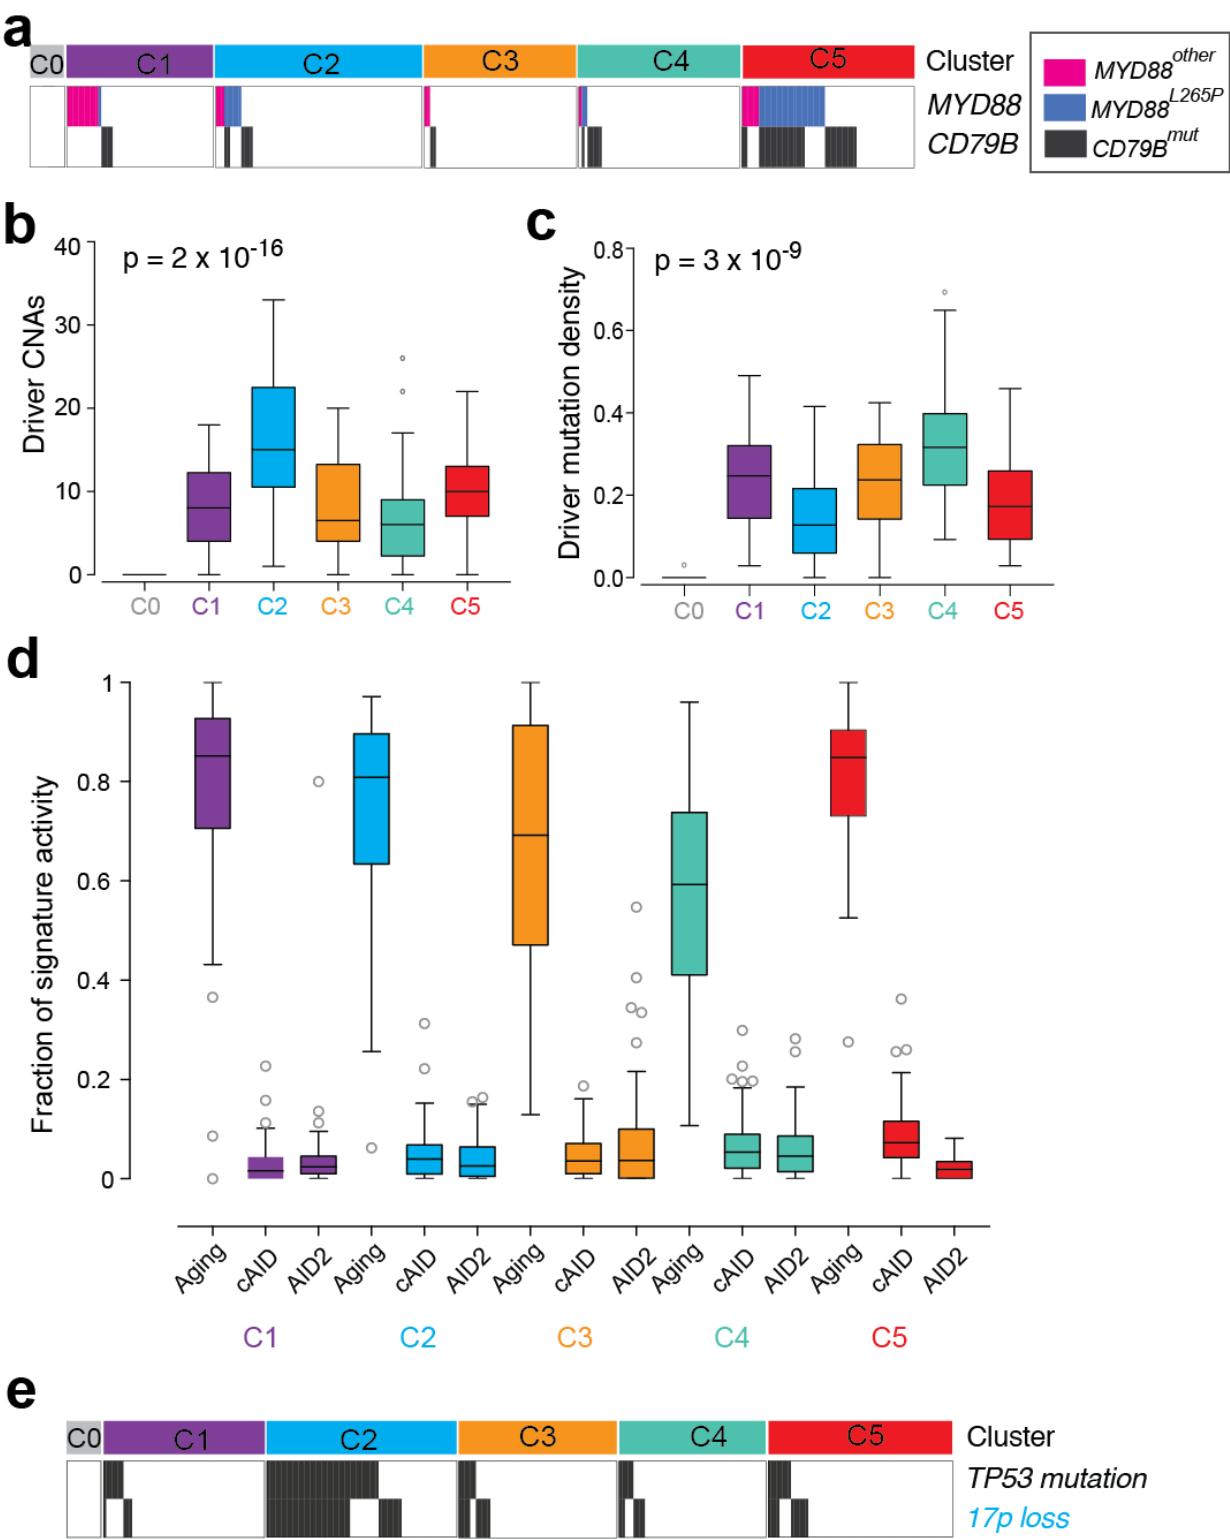 a
C0 C1 C2 C3 C4 C5 Cluster
MYD88
CD79B
MYD88other
MYD88L265P
CD79Bmut
b
p = 2 x 10-16
Driver CNAs
40
30
20
10
0
C0 C1 C2 C3 C4 C5
c
p = 3 x 10-9
Driver mutation density
0.8
0.6
0.4
0.2
0.0
C0 C1 C2 C3 C4 C5
d
Fraction of signature activity
1
0.8
0.6
0.4
0.2
0
Aging cAID AID2 Aging cAID AID2 Aging cAID AID2 Aging cAID AID2 Aging cAID AID2
C1 C2 C3 C4 C5
e
C0 C1 C2 C3 C4 C5 Cluster
TP53 mutation
17p loss